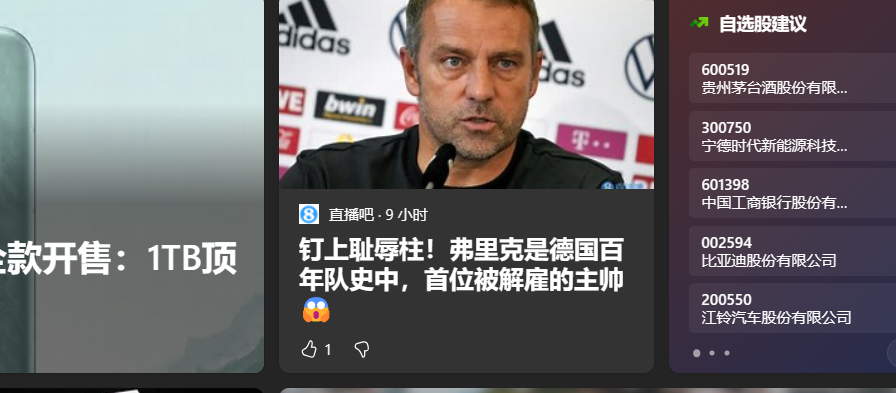 全款开售：1TB顶
adidas
das
WE
bwin
T
直播吧 · 9 小时
钉上耻辱柱！弗里克是德国百
年队史中，首位被解雇的主帅
😱
1
自选股建议
600519
贵州茅台酒股份有限...
300750
宁德时代新能源科技...
601398
中国工商银行股份有...
002594
比亚迪股份有限公司
200550
江铃汽车股份有限公司